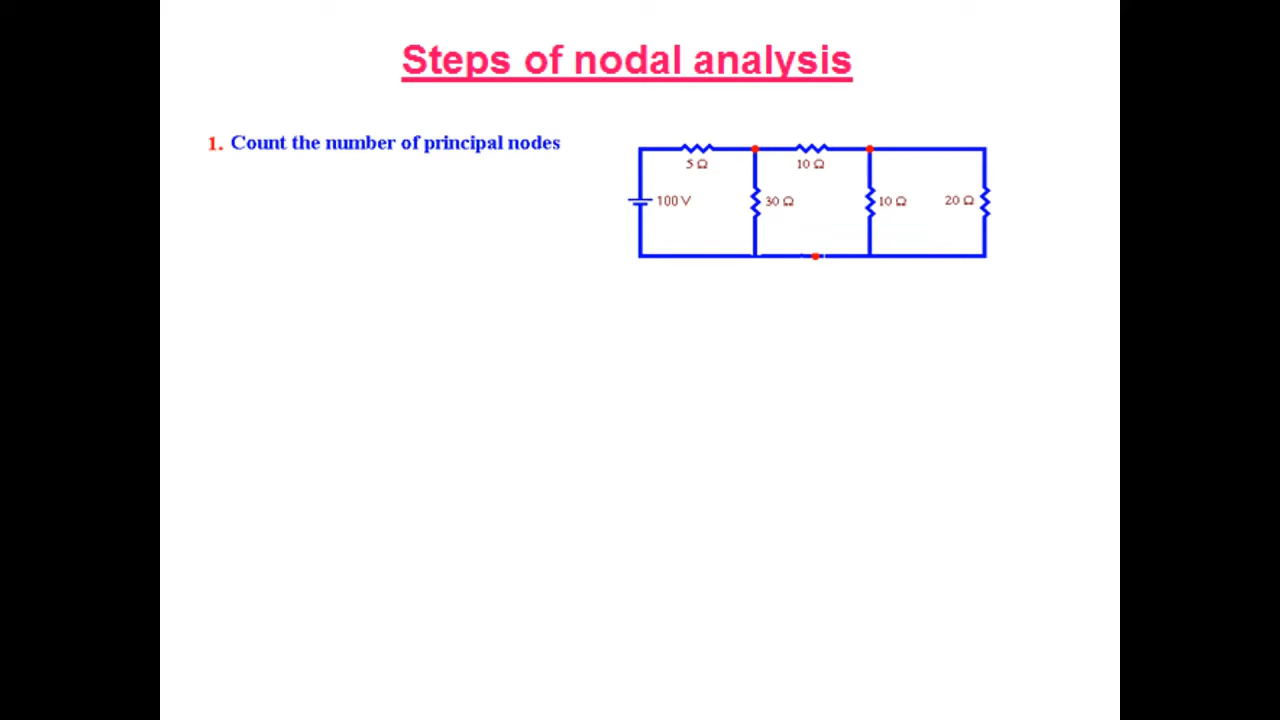 Steps of nodal analysis
1. Count the number of principal nodes
5 Ω
10 Ω
100 V
30 Ω
10 Ω
20 Ω